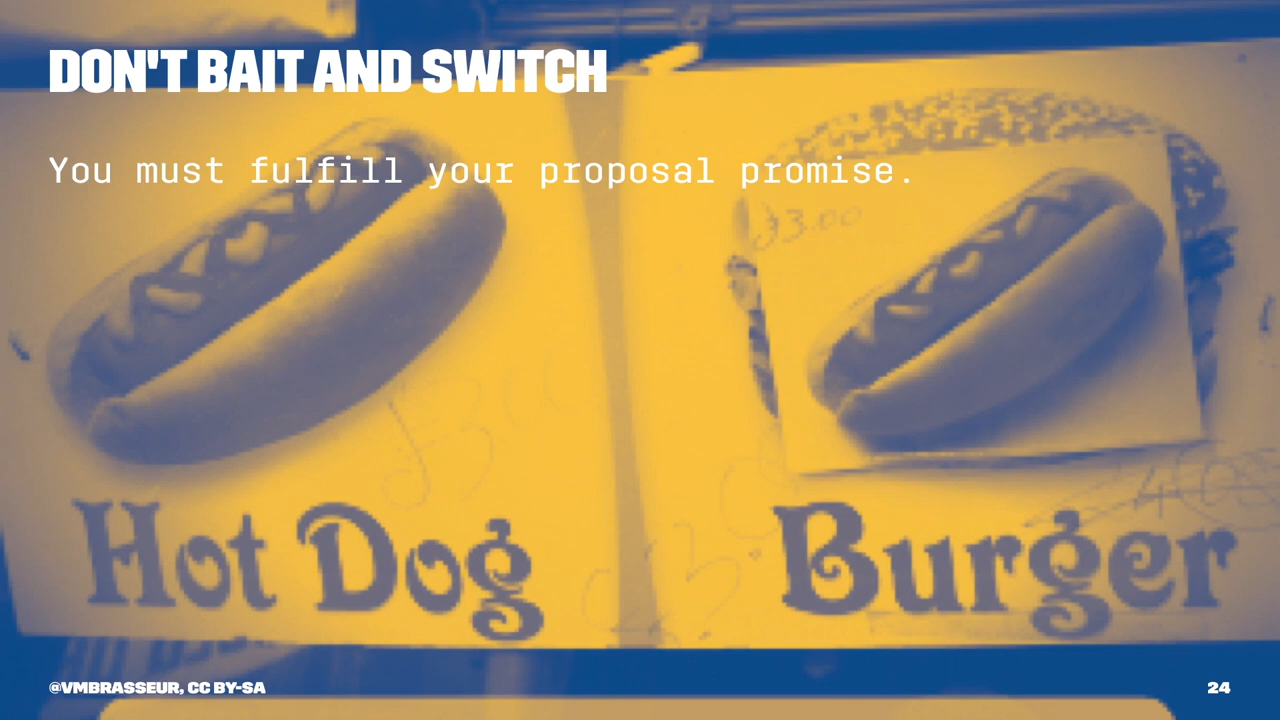 DON'T BAIT AND SWITCH
You must fulfill your proposal promise.
$3.00
Hot Dog
Burger
@VMBRASSEUR, CC BY-SA
24